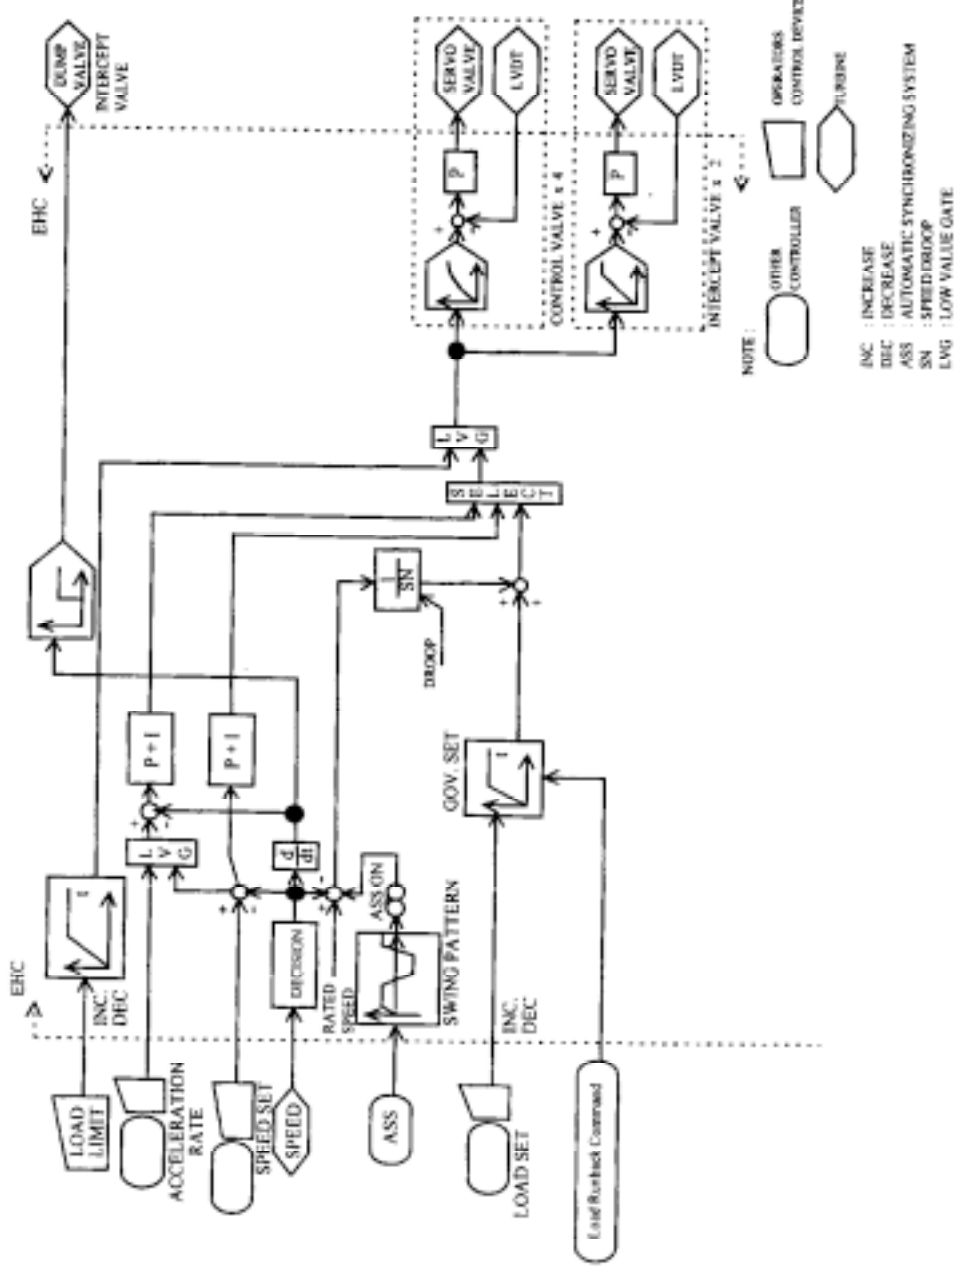 EHC
LOAD
LIMIT
INC.
DEC
I
ACCELERATION
RATE
L
V
G
P + I
SPEED SET
P + I
SPEED
DECISION
d
dt
RATED
SPEED
ASS
ASS ON
SWING PATTERN
LOAD SET
INC.
DEC
GOV. SET
I
Load Runback Command
1
SN
DROOP
S
E
L
E
C
T
L
V
G
EHC
DUMP
VALVE
INTERCEPT
VALVE
P
SERVO
VALVE
LVDT
CONTROL VALVE x 4
P
SERVO
VALVE
LVDT
INTERCEPT VALVE x 2
NOTE :
OTHER
CONTROLLER
OPERATORS
CONTROL DEVICE
TURBINE
INC : INCREASE
DEC : DECREASE
ASS : AUTOMATIC SYNCHRONIZING SYSTEM
SN : SPEED DROOP
LVG : LOW VALUE GATE